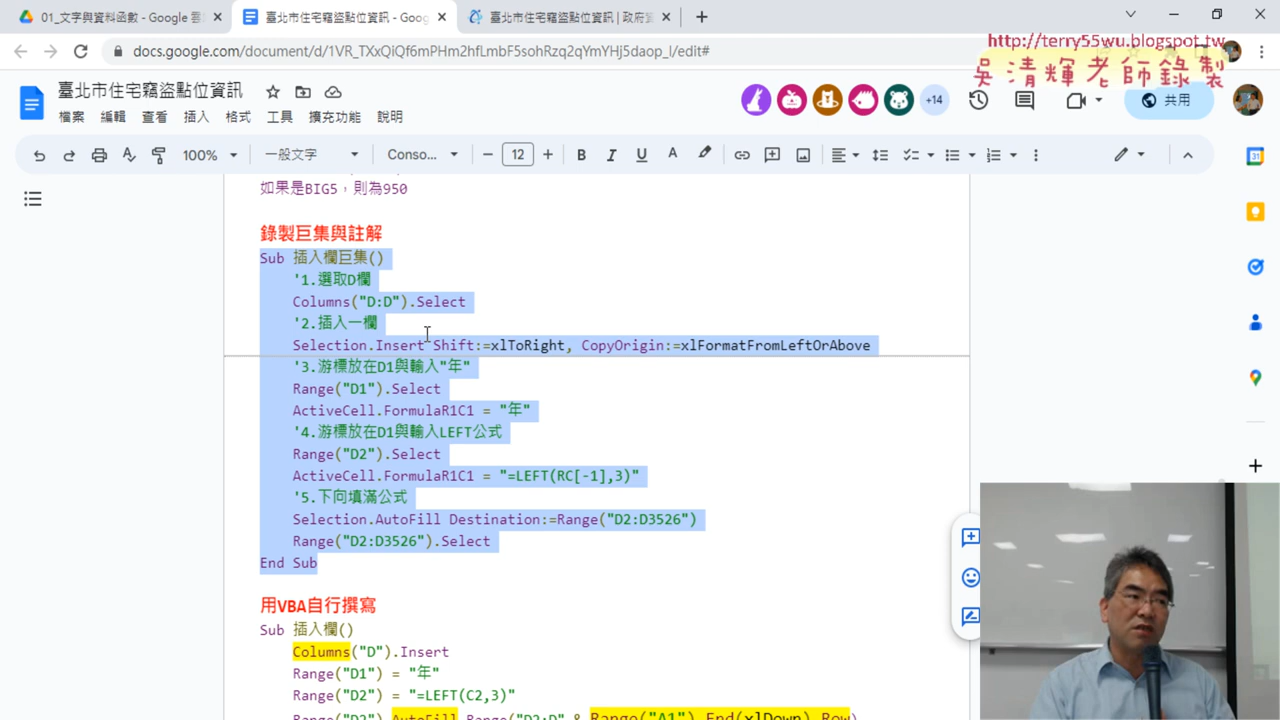 01_文字與資料函數 - Google 雲
臺北市住宅竊盜點位資訊 - Goog
臺北市住宅竊盜點位資訊 | 政府資
docs.google.com/document/d/1VR_TXxQiQf6mPHm2hfLmbF5sohRzq2qYmYHj5daop_I/edit#
http://terry55wu.blogspot.tw
吳清輝老師錄製
臺北市住宅竊盜點位資訊
+14
共用
檔案 編輯 查看 插入 格式 工具 擴充功能 說明
100% 一般文字 Conso... 12
如果是BIG5，則為950
錄製巨集與註解
Sub 插入欄巨集()
'1.選取D欄
Columns("D:D").Select
'2.插入一欄
Selection.Insert Shift:=xlToRight, CopyOrigin:=xlFormatFromLeftOrAbove
'3.游標放在D1與輸入"年"
Range("D1").Select
ActiveCell.FormulaR1C1 = "年"
'4.游標放在D1與輸入LEFT公式
Range("D2").Select
ActiveCell.FormulaR1C1 = "=LEFT(RC[-1],3)"
'5.下向填滿公式
Selection.AutoFill Destination:=Range("D2:D3526")
Range("D2:D3526").Select
End Sub
用VBA自行撰寫
Sub 插入欄()
Columns("D").Insert
Range("D1") = "年"
Range("D2") = "=LEFT(C2,3)"
Range("D2").AutoFill Range("D2:D" & Range("A1").End(xlDown).Row)